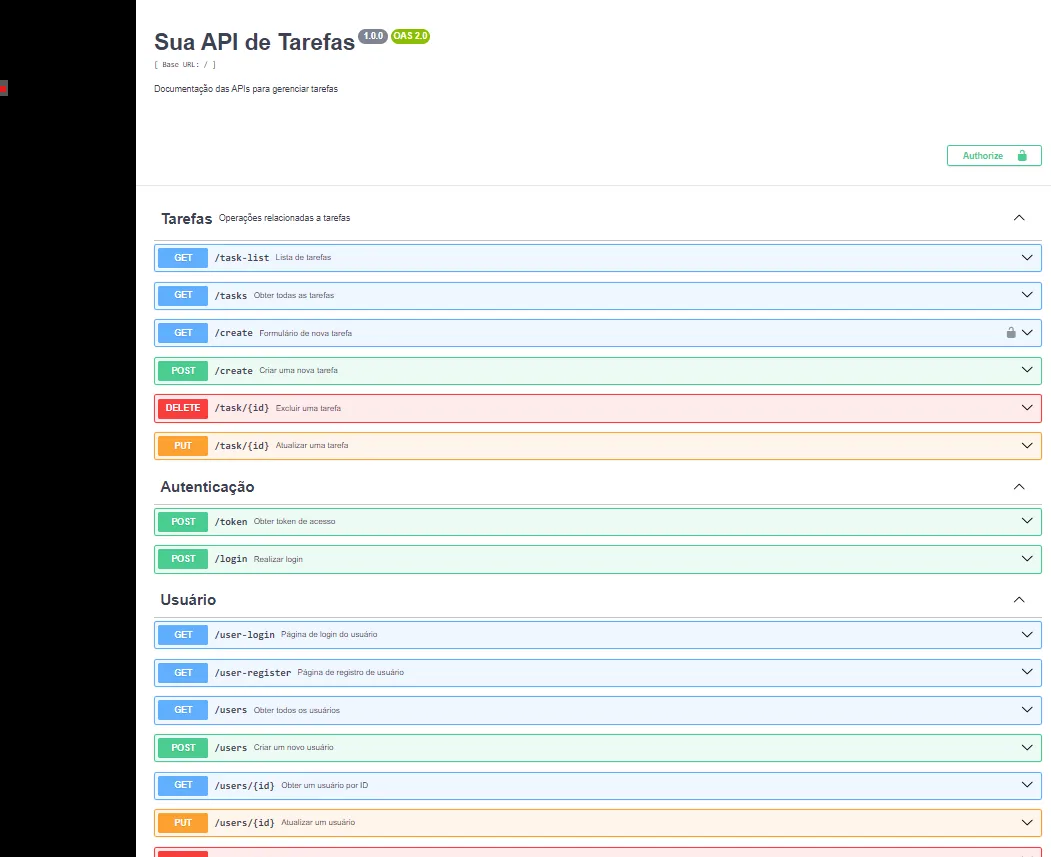 Sua API de Tarefas 1.0.0 OAS 2.0
[ Base URL: / ]
Documentação das APIs para gerenciar tarefas
Authorize
Tarefas Operações relacionadas a tarefas
GET /task-list Lista de tarefas
GET /tasks Obter todas as tarefas
GET /create Formulário de nova tarefa
POST /create Criar uma nova tarefa
DELETE /task/{id} Excluir uma tarefa
PUT /task/{id} Atualizar uma tarefa
Autenticação
POST /token Obter token de acesso
POST /login Realizar login
Usuário
GET /user-login Página de login do usuário
GET /user-register Página de registro de usuário
GET /users Obter todos os usuários
POST /users Criar um novo usuário
GET /users/{id} Obter um usuário por ID
PUT /users/{id} Atualizar um usuário